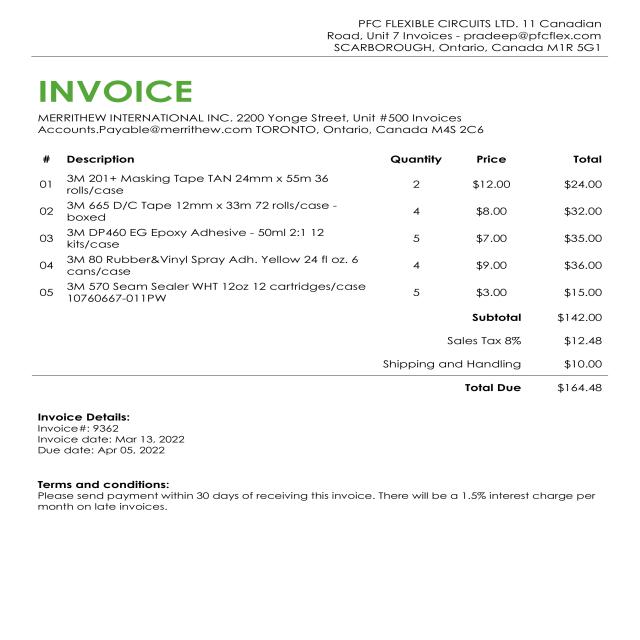 PFC FLEXIBLE CIRCUITS LTD. 11 Canadian
Road, Unit 7 Invoices - pradeep@pfcflex.com
SCARBOROUGH, Ontario, Canada M1R 5G1
INVOICE
MERRITHEW INTERNATIONAL INC. 2200 Yonge Street, Unit #500 Invoices
Accounts.Payable@merrithew.com TORONTO, Ontario, Canada M4S 2C6
# Description Quantity Price Total
01 3M 201+ Masking Tape TAN 24mm x 55m 36 rolls/case 2 $12.00 $24.00
02 3M 665 D/C Tape 12mm x 33m 72 rolls/case - boxed 4 $8.00 $32.00
03 3M DP460 EG Epoxy Adhesive - 50ml 2:1 12 kits/case 5 $7.00 $35.00
04 3M 80 Rubber&Vinyl Spray Adh. Yellow 24 fl oz. 6 cans/case 4 $9.00 $36.00
05 3M 570 Seam Sealer WHT 12oz 12 cartridges/case 10760667-011PW 5 $3.00 $15.00
Subtotal $142.00
Sales Tax 8% $12.48
Shipping and Handling $10.00
Total Due $164.48
Invoice Details:
Invoice#: 9362
Invoice date: Mar 13, 2022
Due date: Apr 05, 2022
Terms and conditions:
Please send payment within 30 days of receiving this invoice. There will be a 1.5% interest charge per
month on late invoices.